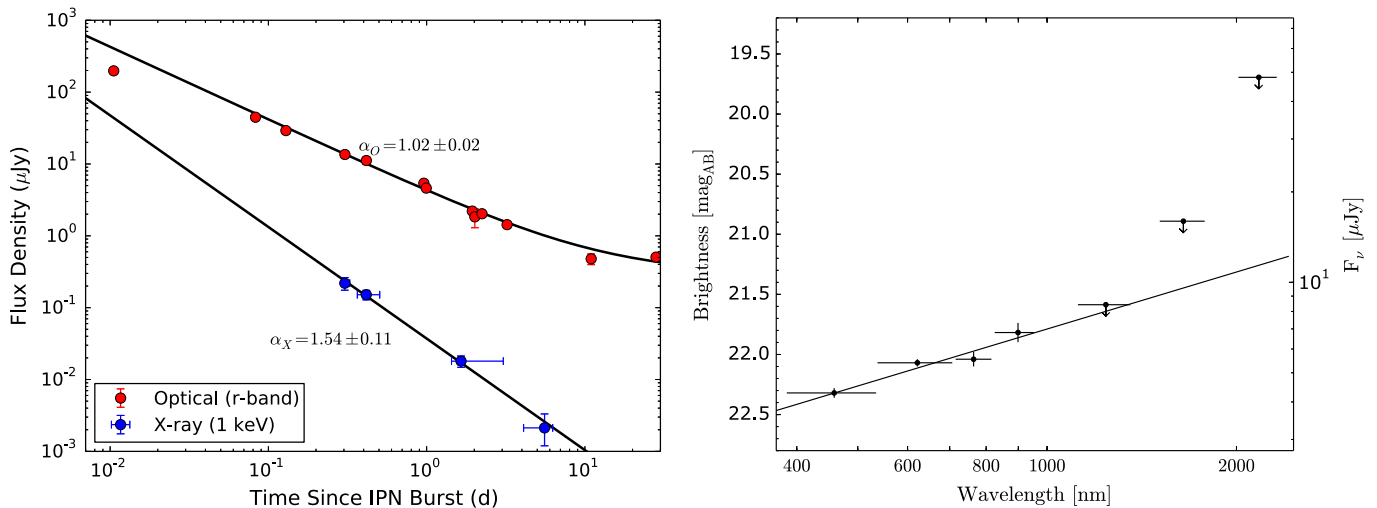 10³
10²
10¹
10⁰
10⁻¹
10⁻²
10⁻³
Flux Density (μJy)
α_O=1.02±0.02
α_X=1.54±0.11
Optical (r-band)
X-ray (1 keV)
10⁻² 10⁻¹ 10⁰ 10¹
Time Since IPN Burst (d)
19.5
20.0
20.5
21.0
21.5
22.0
22.5
Brightness [mag_AB]
10¹
F_ν [μJy]
400 600 800 1000 2000
Wavelength [nm]